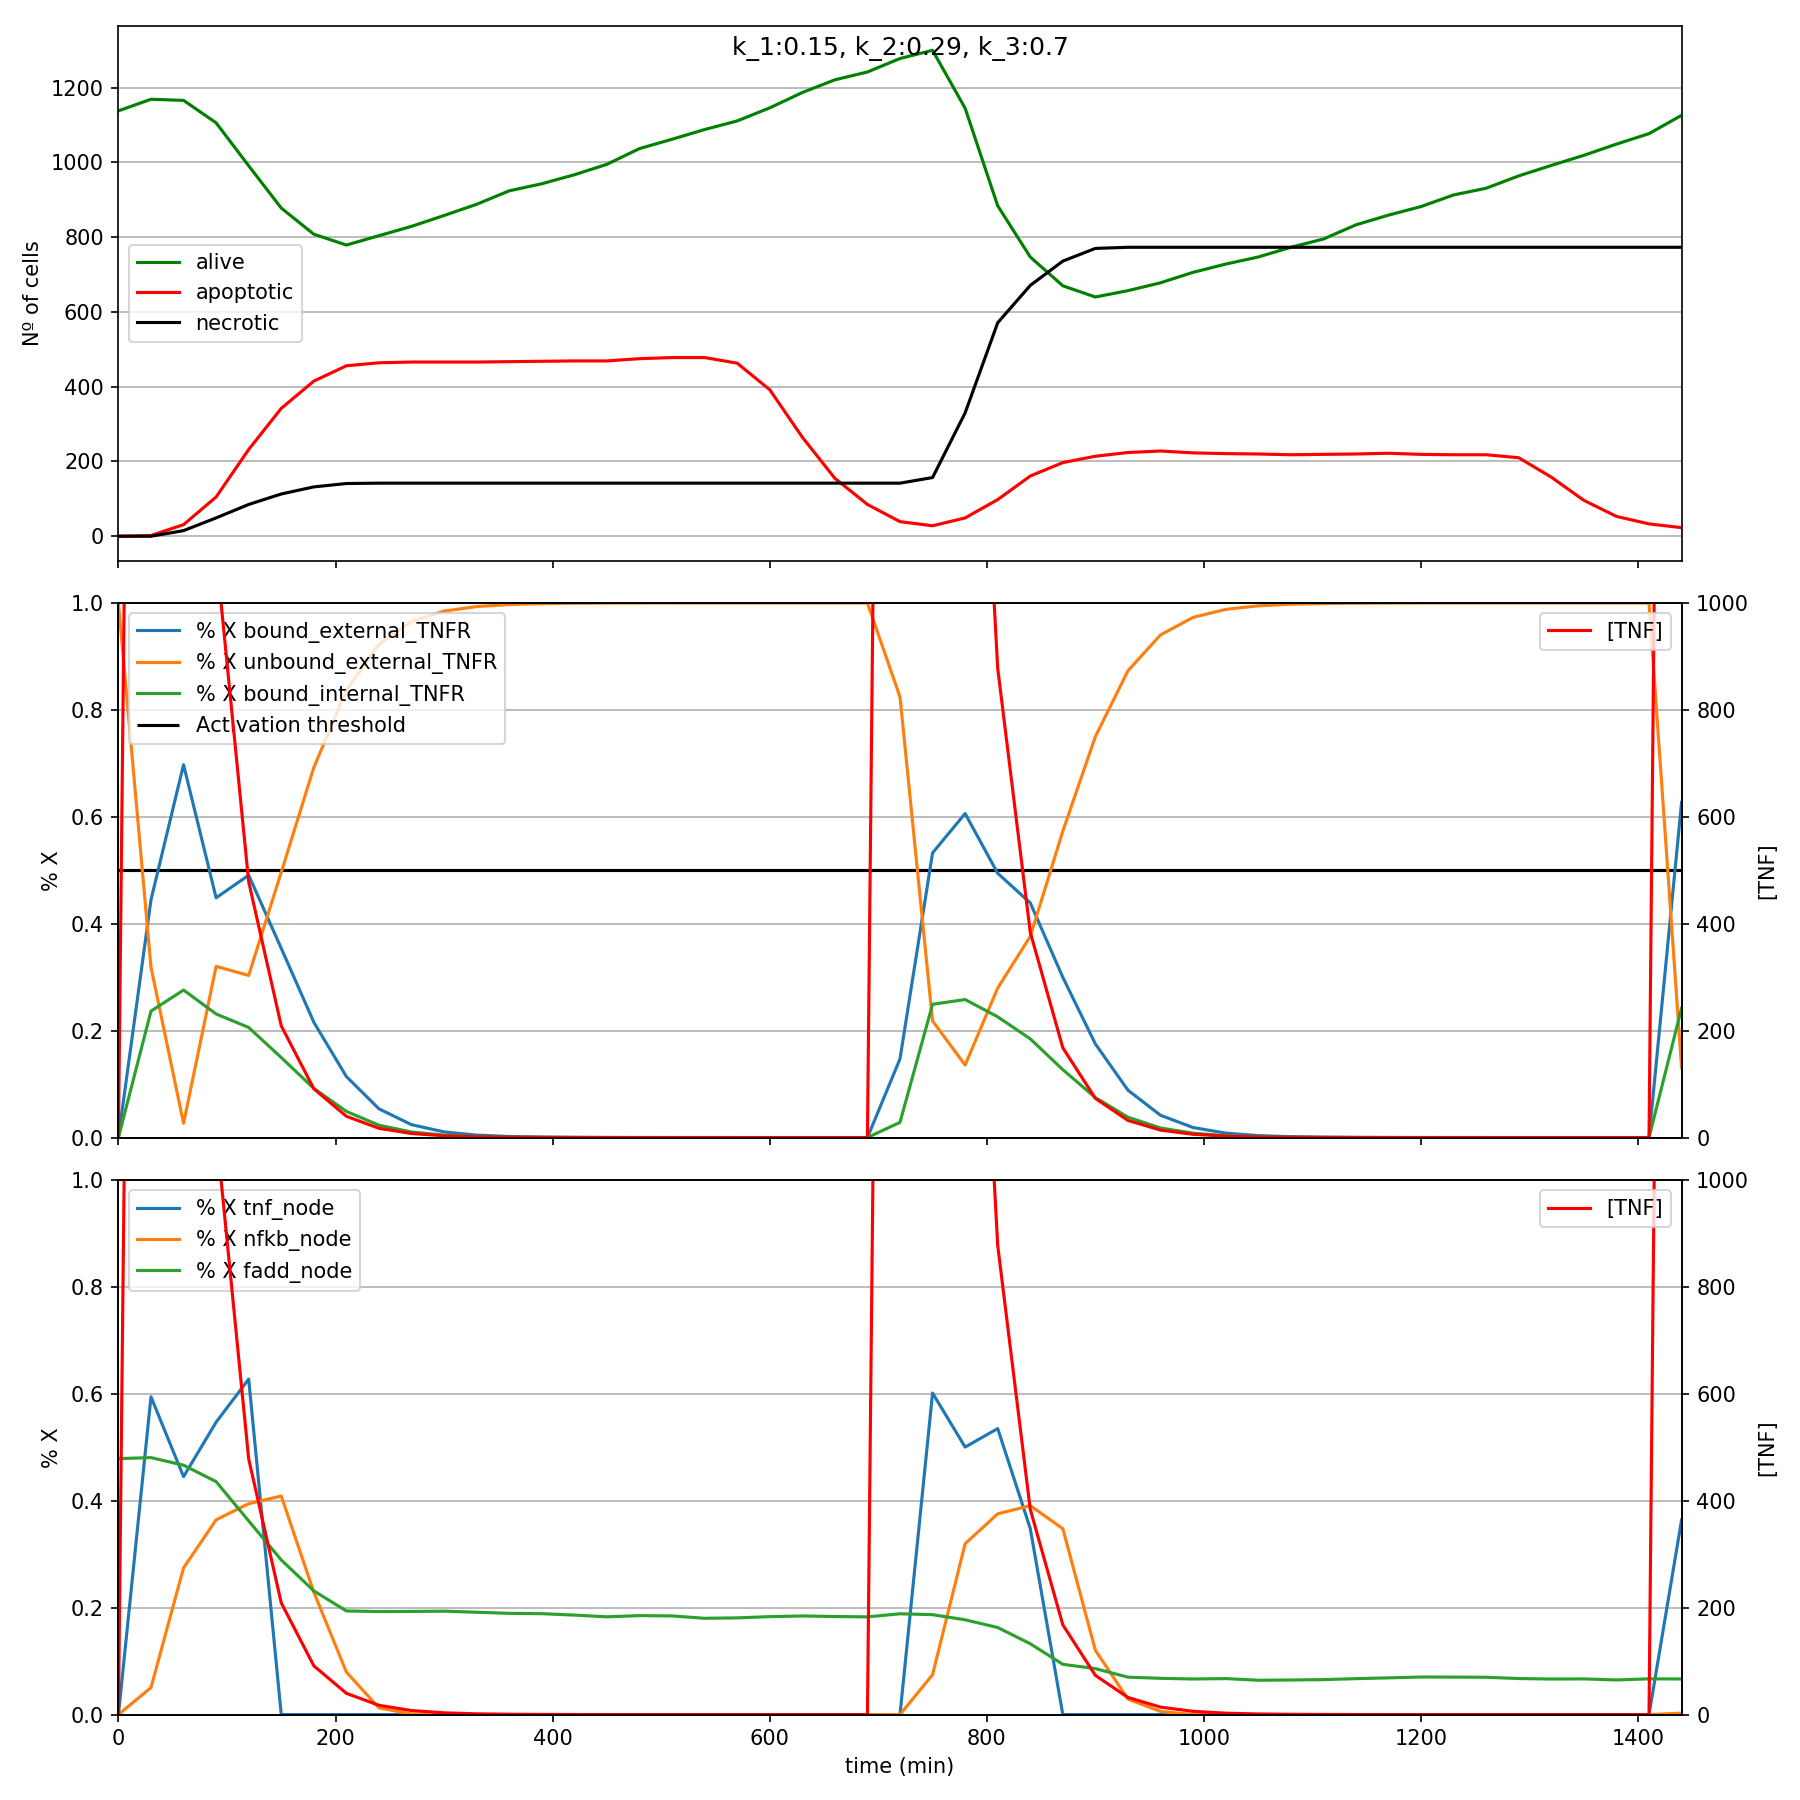 k_1:0.15, k_2:0.29, k_3:0.7
1200
1000
800
600
400
200
0
Nº of cells
alive
apoptotic
necrotic
1.0
0.8
0.6
0.4
0.2
0.0
% X
% X bound_external_TNFR
% X unbound_external_TNFR
% X bound_internal_TNFR
Activation threshold
[TNF]
1000
800
600
400
200
0
[TNF]
1.0
0.8
0.6
0.4
0.2
0.0
% X
% X tnf_node
% X nfkb_node
% X fadd_node
[TNF]
1000
800
600
400
200
0
[TNF]
0 200 400 600 800 1000 1200 1400
time (min)